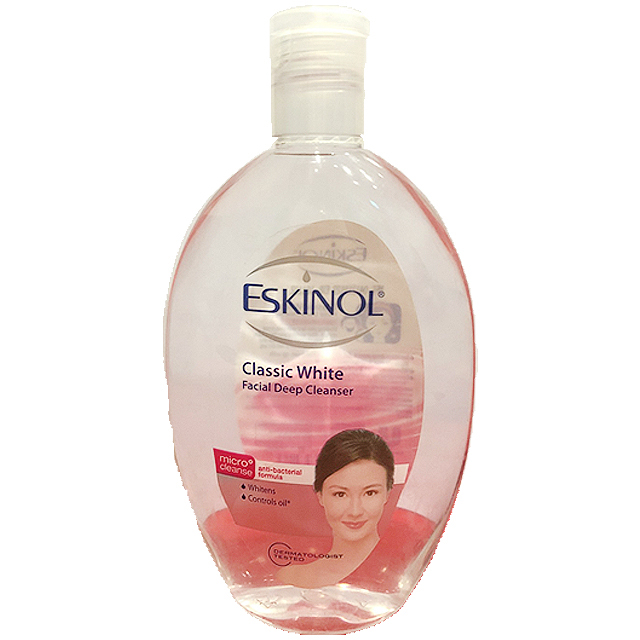 ESKINOL®
Classic White
Facial Deep Cleanser
micro
cleanse
anti-bacterial
formula
Whitens
Controls oil*
DERMATOLOGIST
TESTED